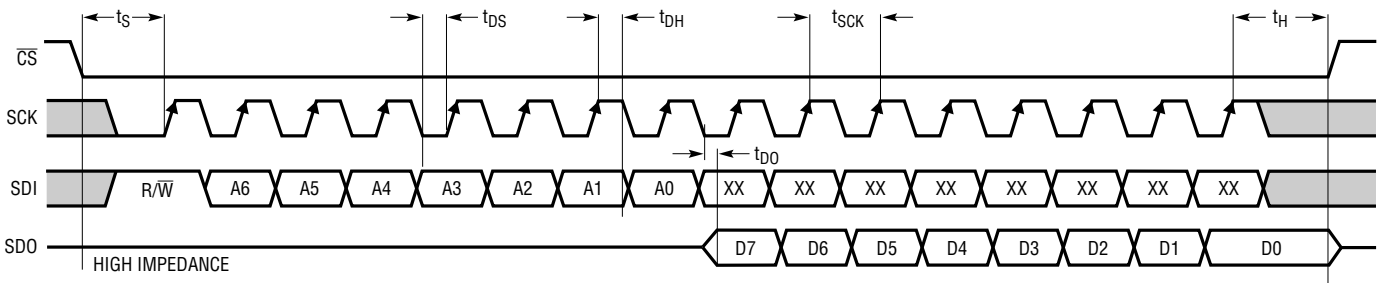 tS tDS tDH tSCK tH
CS
SCK
tDO
SDI R/W A6 A5 A4 A3 A2 A1 A0 XX XX XX XX XX XX XX XX
SDO D7 D6 D5 D4 D3 D2 D1 D0
HIGH IMPEDANCE